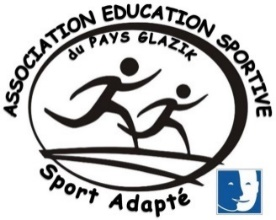 ASSOCIATION EDUCATION SPORTIVE
du PAYS GLAZIK
Sport Adapté